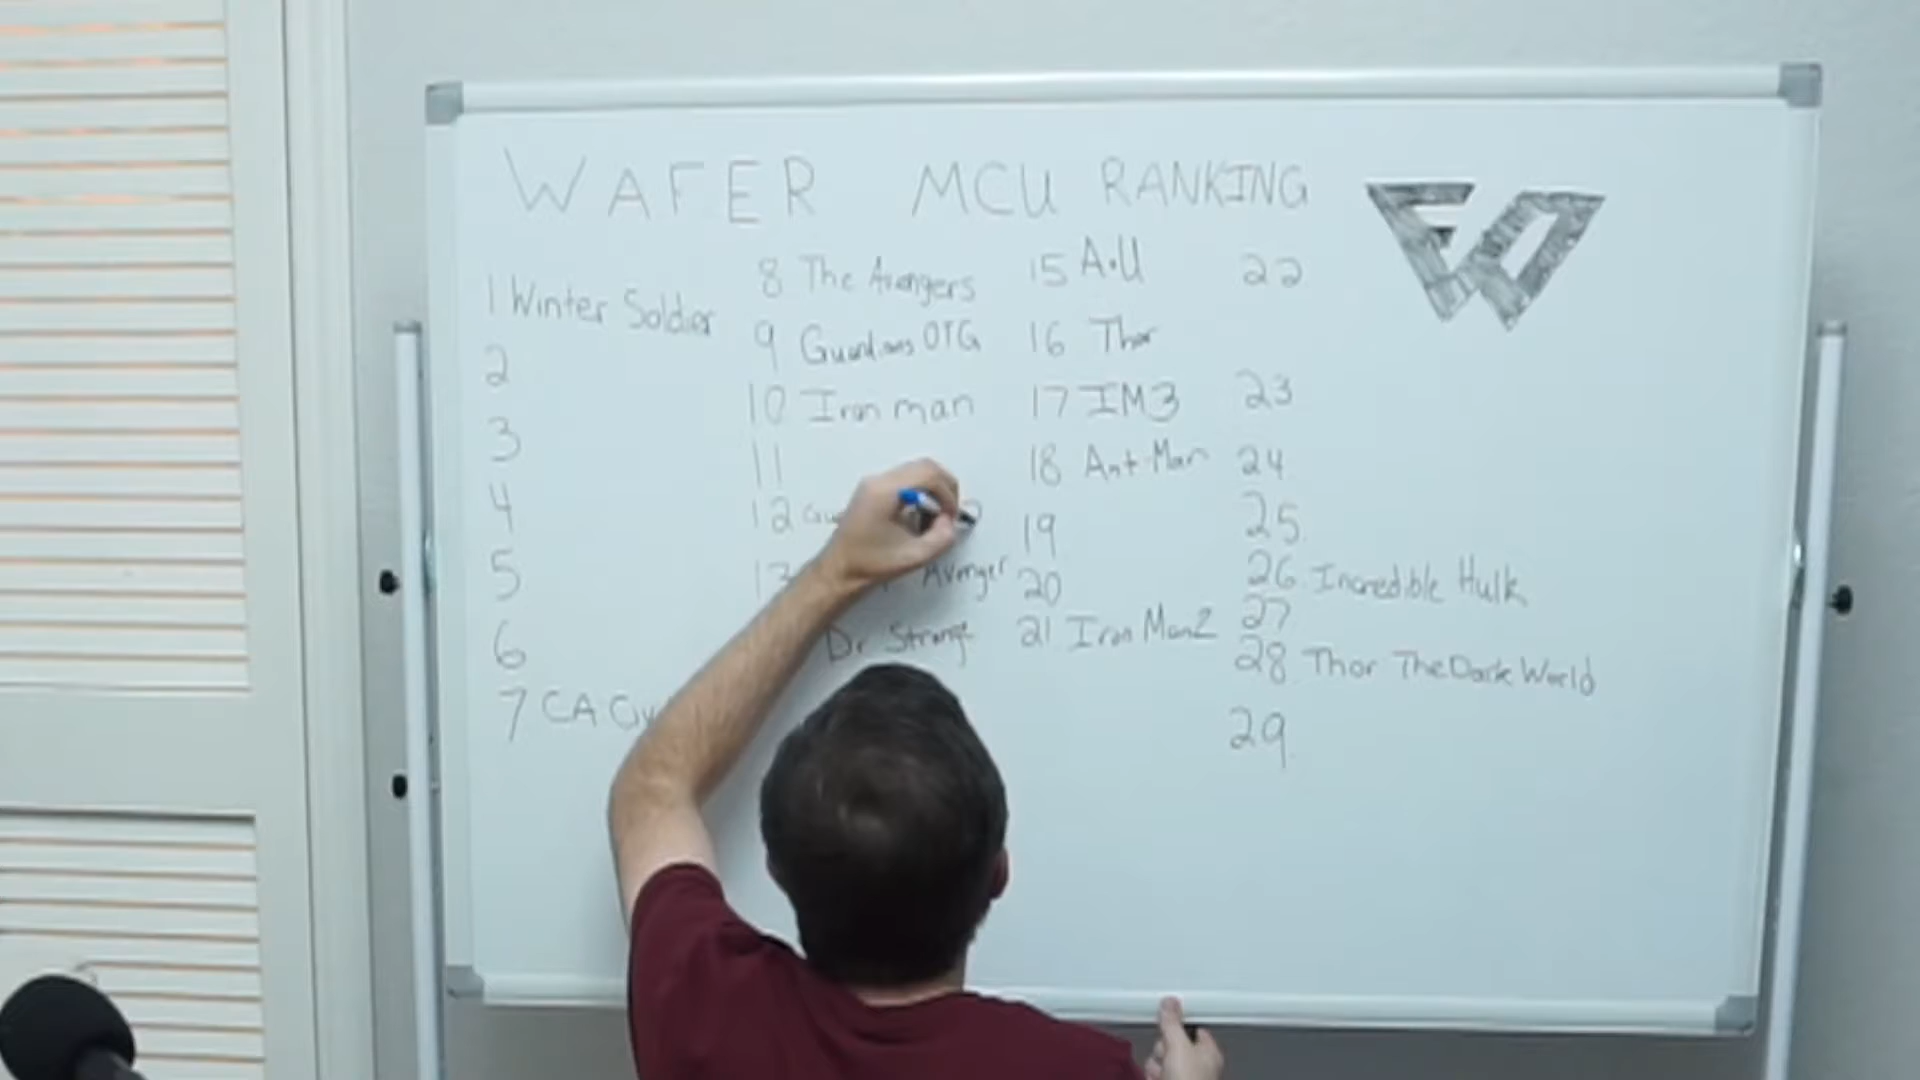 WAFER MCU RANKING
1 Winter Soldier
2
3
4
5
6
7 CA
8 The Avengers
9 Guardians OTG
10 Iron man
11
12
13 Avenger
Dr Strange
15 A.U
16 Thor
17 IM3
18 Ant-Man
19
20
21 Iron Man 2
22
23
24
25
26 Incredible Hulk
27
28 Thor The Dark World
29